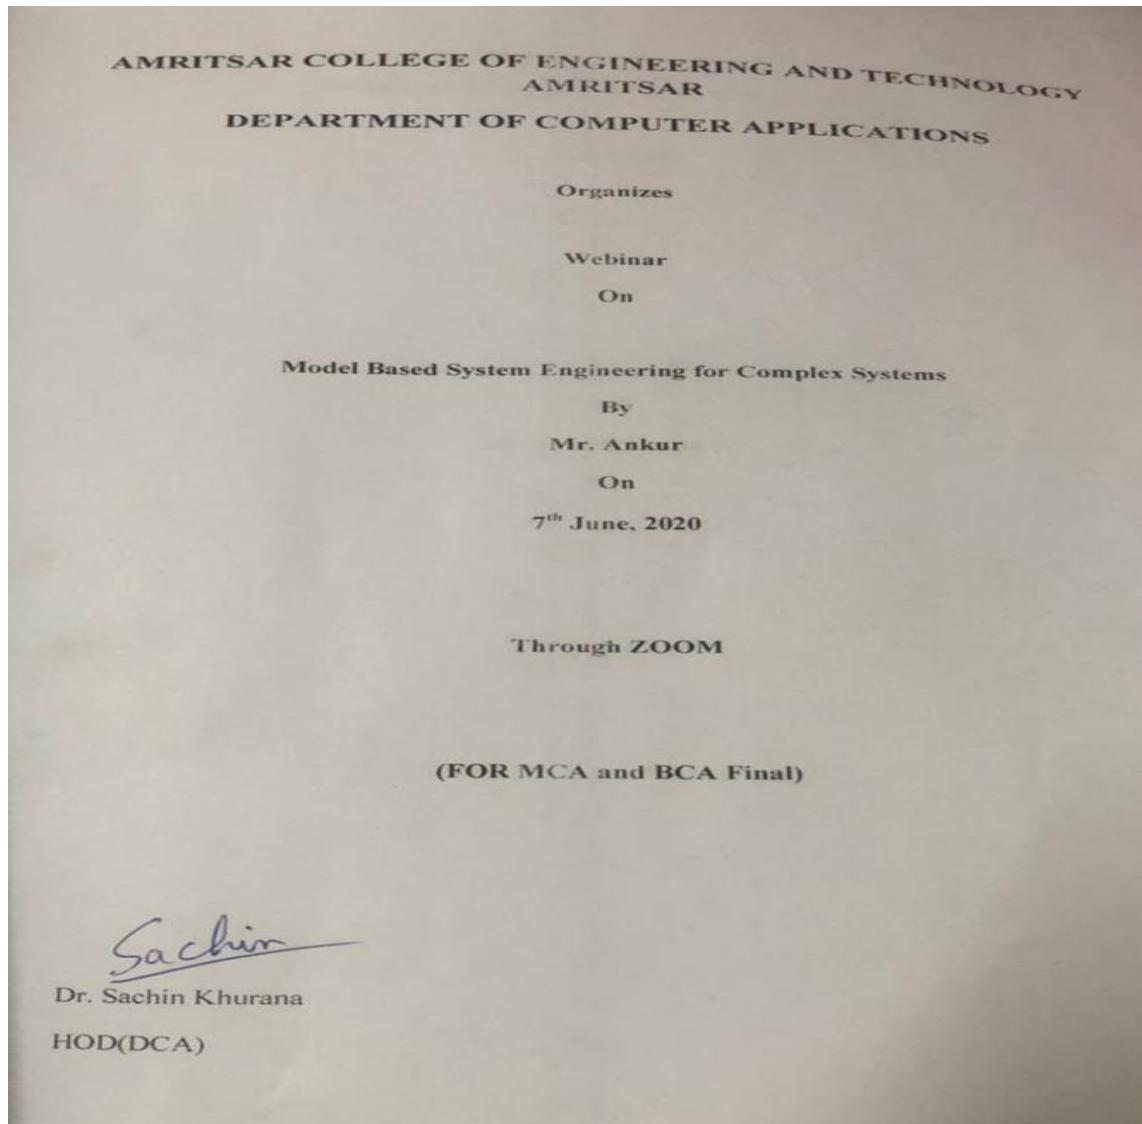 AMRITSAR COLLEGE OF ENGINEERING AND TECHNOLOGY
AMRITSAR
DEPARTMENT OF COMPUTER APPLICATIONS
Organizes
Webinar
On
Model Based System Engineering for Complex Systems
By
Mr. Ankur
On
7th June, 2020
Through ZOOM
(FOR MCA and BCA Final)
Sachin
Dr. Sachin Khurana
HOD(DCA)